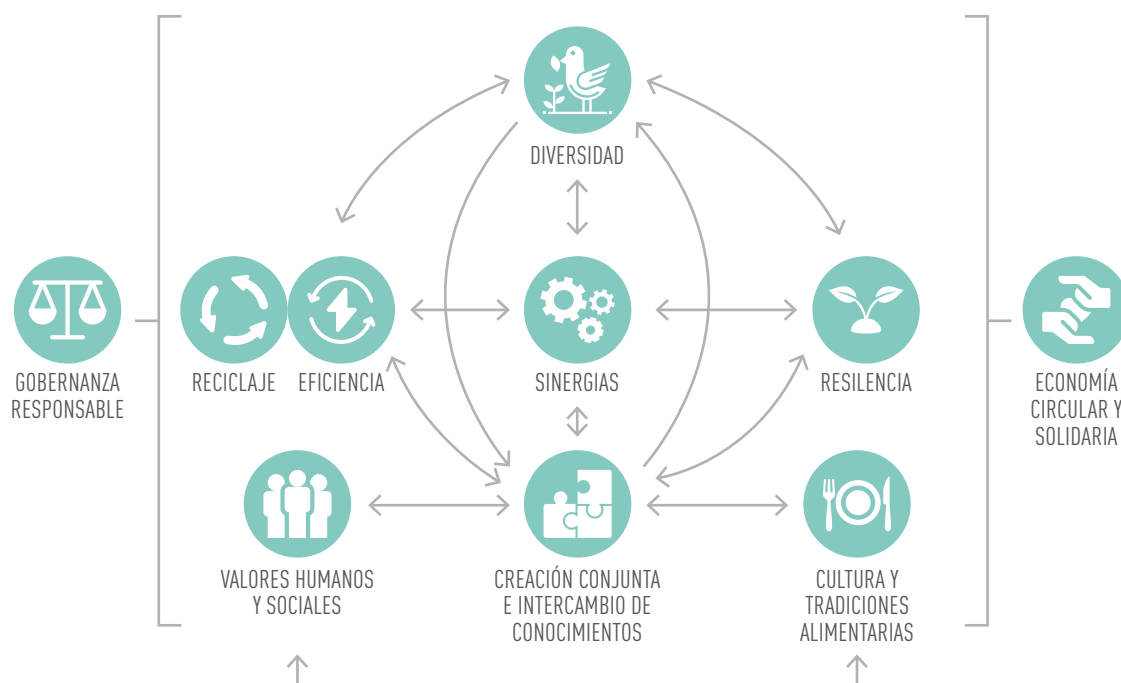 DIVERSIDAD
GOBERNANZA
RESPONSABLE
RECICLAJE
EFICIENCIA
SINERGIAS
RESILENCIA
ECONOMÍA
CIRCULAR Y
SOLIDARIA
VALORES HUMANOS
Y SOCIALES
CREACIÓN CONJUNTA
E INTERCAMBIO DE
CONOCIMIENTOS
CULTURA Y
TRADICIONES
ALIMENTARIAS